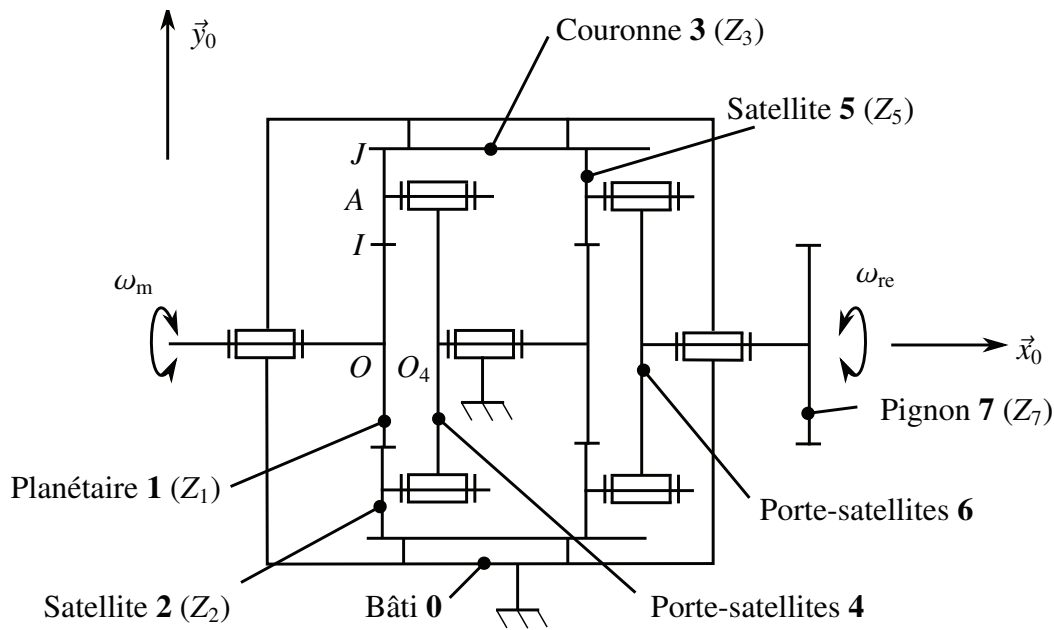 Couronne 3 (Z₃)
y⃗₀
Satellite 5 (Z₅)
J
A
I
ωₘ
ω_re
O
O₄
x⃗₀
Pignon 7 (Z₇)
Planétaire 1 (Z₁)
Porte-satellites 6
Satellite 2 (Z₂)
Bâti 0
Porte-satellites 4